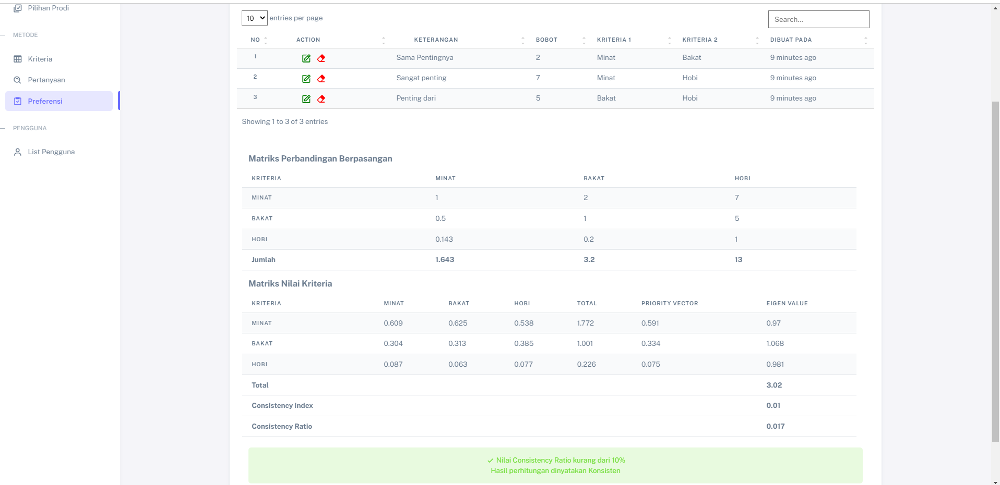 Pilihan Prodi
METODE
Kriteria
Pertanyaan
Preferensi
PENGGUNA
List Pengguna
10 entries per page
Search...
NO ACTION KETERANGAN BOBOT KRITERIA 1 KRITERIA 2 DIBUAT PADA
1 Sama Pentingnya 2 Minat Bakat 9 minutes ago
2 Sangat penting 7 Minat Hobi 9 minutes ago
3 Penting dari 5 Bakat Hobi 9 minutes ago
Showing 1 to 3 of 3 entries
Matriks Perbandingan Berpasangan
KRITERIA MINAT BAKAT HOBI
MINAT 1 2 7
BAKAT 0.5 1 5
HOBI 0.143 0.2 1
Jumlah 1.643 3.2 13
Matriks Nilai Kriteria
KRITERIA MINAT BAKAT HOBI TOTAL PRIORITY VECTOR EIGEN VALUE
MINAT 0.609 0.625 0.538 1.772 0.591 0.97
BAKAT 0.304 0.313 0.385 1.001 0.334 1.068
HOBI 0.087 0.063 0.077 0.226 0.075 0.981
Total 3.02
Consistency Index 0.01
Consistency Ratio 0.017
Nilai Consistency Ratio kurang dari 10%
Hasil perhitungan dinyatakan Konsisten